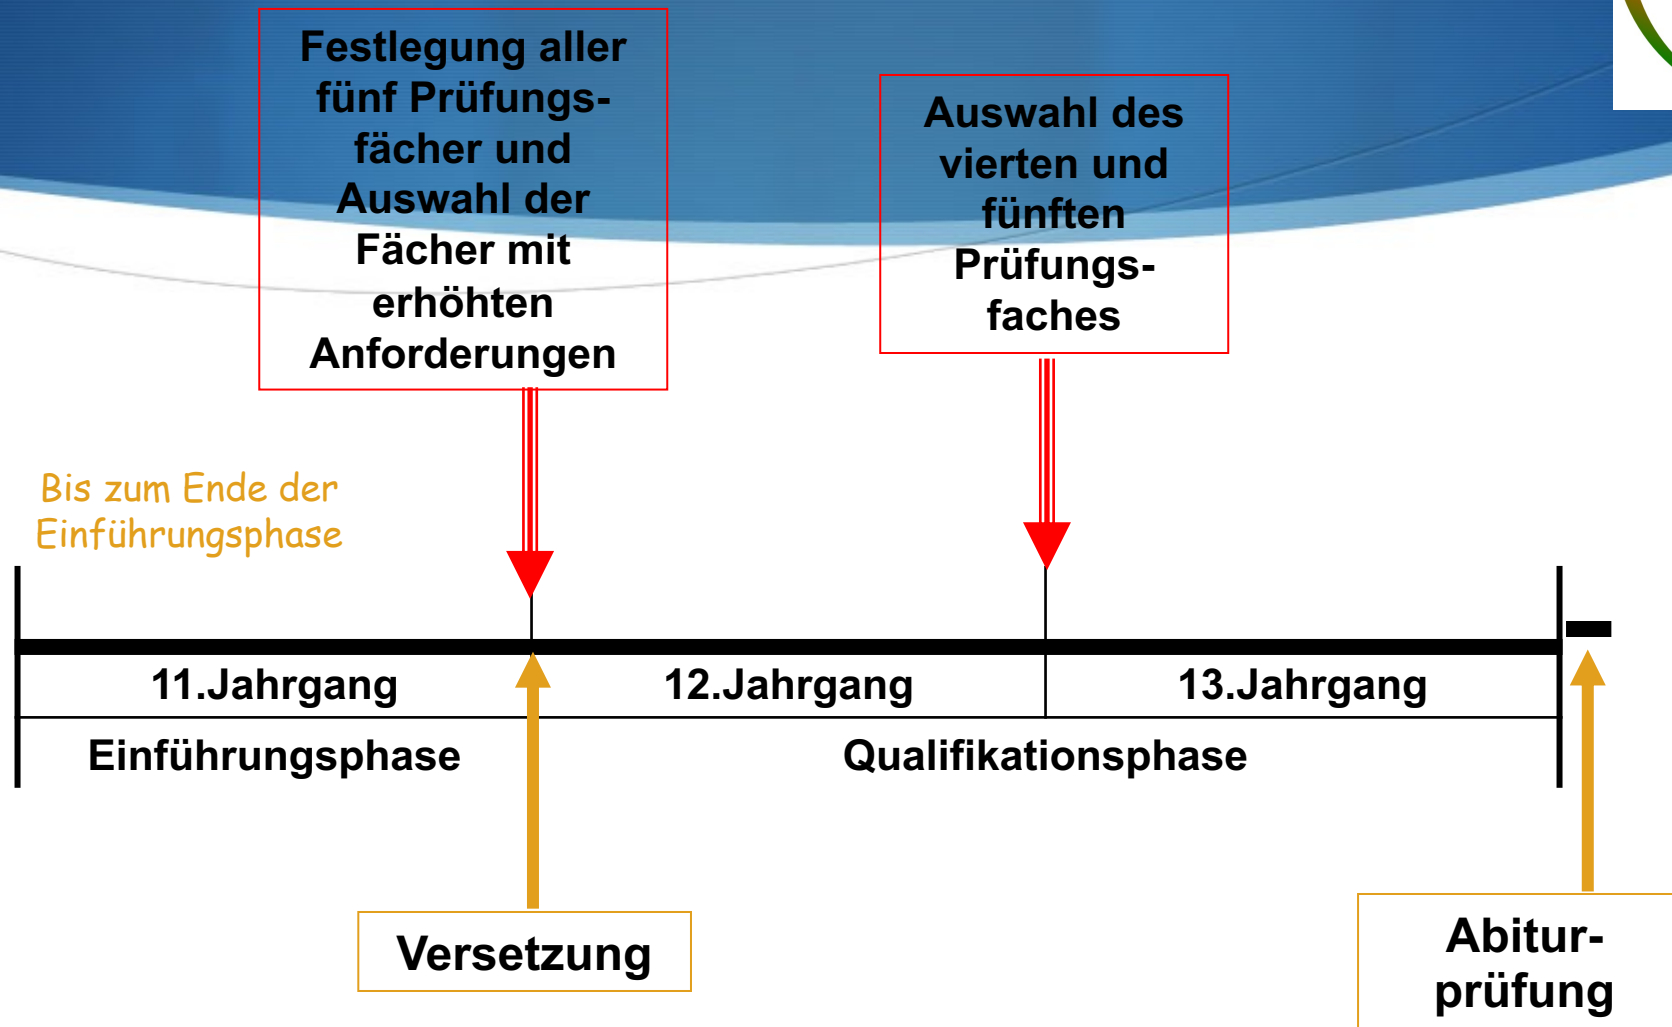 Festlegung aller
fünf Prüfungs-
fächer und
Auswahl der
Fächer mit
erhöhten
Anforderungen
Auswahl des
vierten und
fünften
Prüfungs-
faches
Bis zum Ende der
Einführungsphase
11.Jahrgang
12.Jahrgang
13.Jahrgang
Einführungsphase
Qualifikationsphase
Versetzung
Abitur-
prüfung